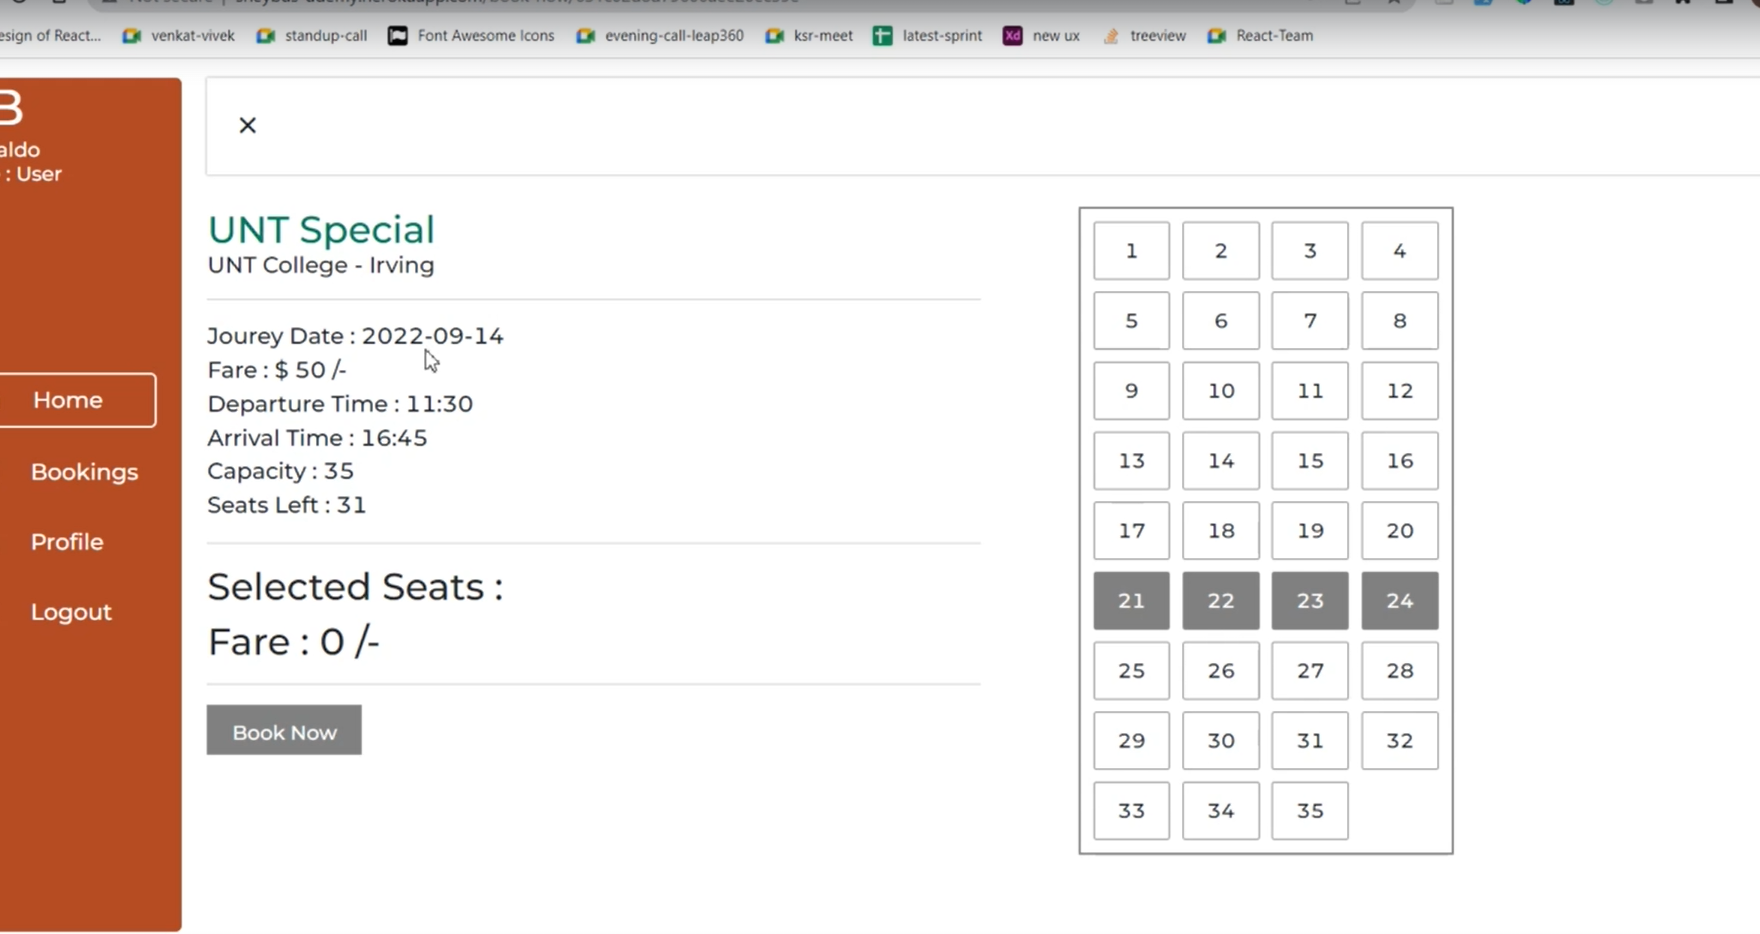 esign of React... venkat-vivek standup-call Font Awesome Icons evening-call-leap360 ksr-meet latest-sprint Xd new ux treeview React-Team
B
aldo
: User
Home
Bookings
Profile
Logout
UNT Special
UNT College - Irving
Jourey Date : 2022-09-14
Fare : $ 50 /-
Departure Time : 11:30
Arrival Time : 16:45
Capacity : 35
Seats Left : 31
Selected Seats :
Fare : 0 /-
Book Now
1 2 3 4
5 6 7 8
9 10 11 12
13 14 15 16
17 18 19 20
21 22 23 24
25 26 27 28
29 30 31 32
33 34 35